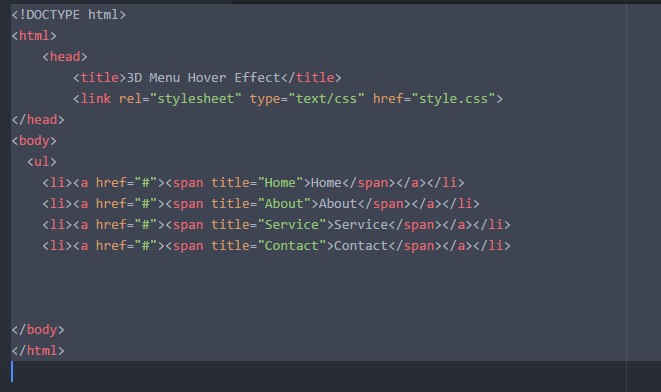 <!DOCTYPE html>
<html>
<head>
<title>3D Menu Hover Effect</title>
<link rel="stylesheet" type="text/css" href="style.css">
</head>
<body>
<ul>
<li><a href="#"><span title="Home">Home</span></a></li>
<li><a href="#"><span title="About">About</span></a></li>
<li><a href="#"><span title="Service">Service</span></a></li>
<li><a href="#"><span title="Contact">Contact</span></a></li>
</body>
</html>